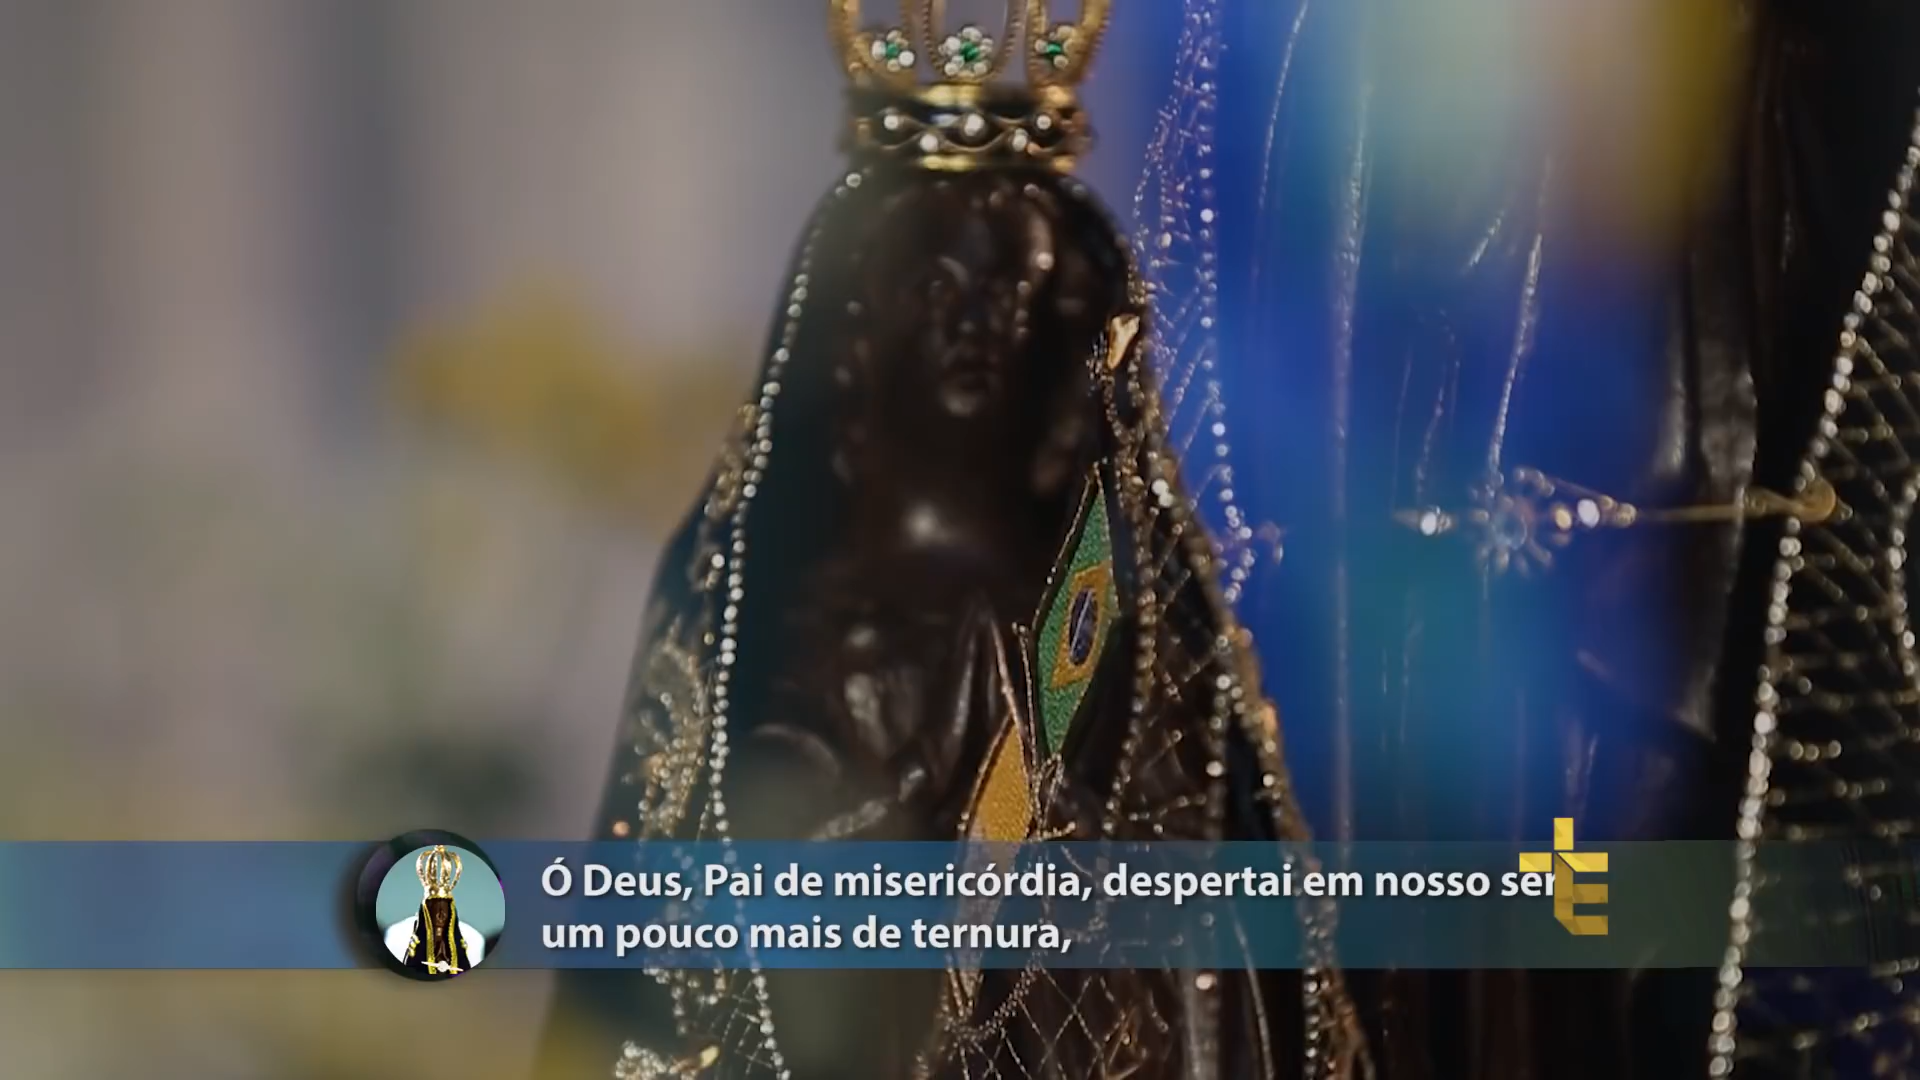 Ó Deus, Pai de misericórdia, despertai em nosso ser
um pouco mais de ternura,